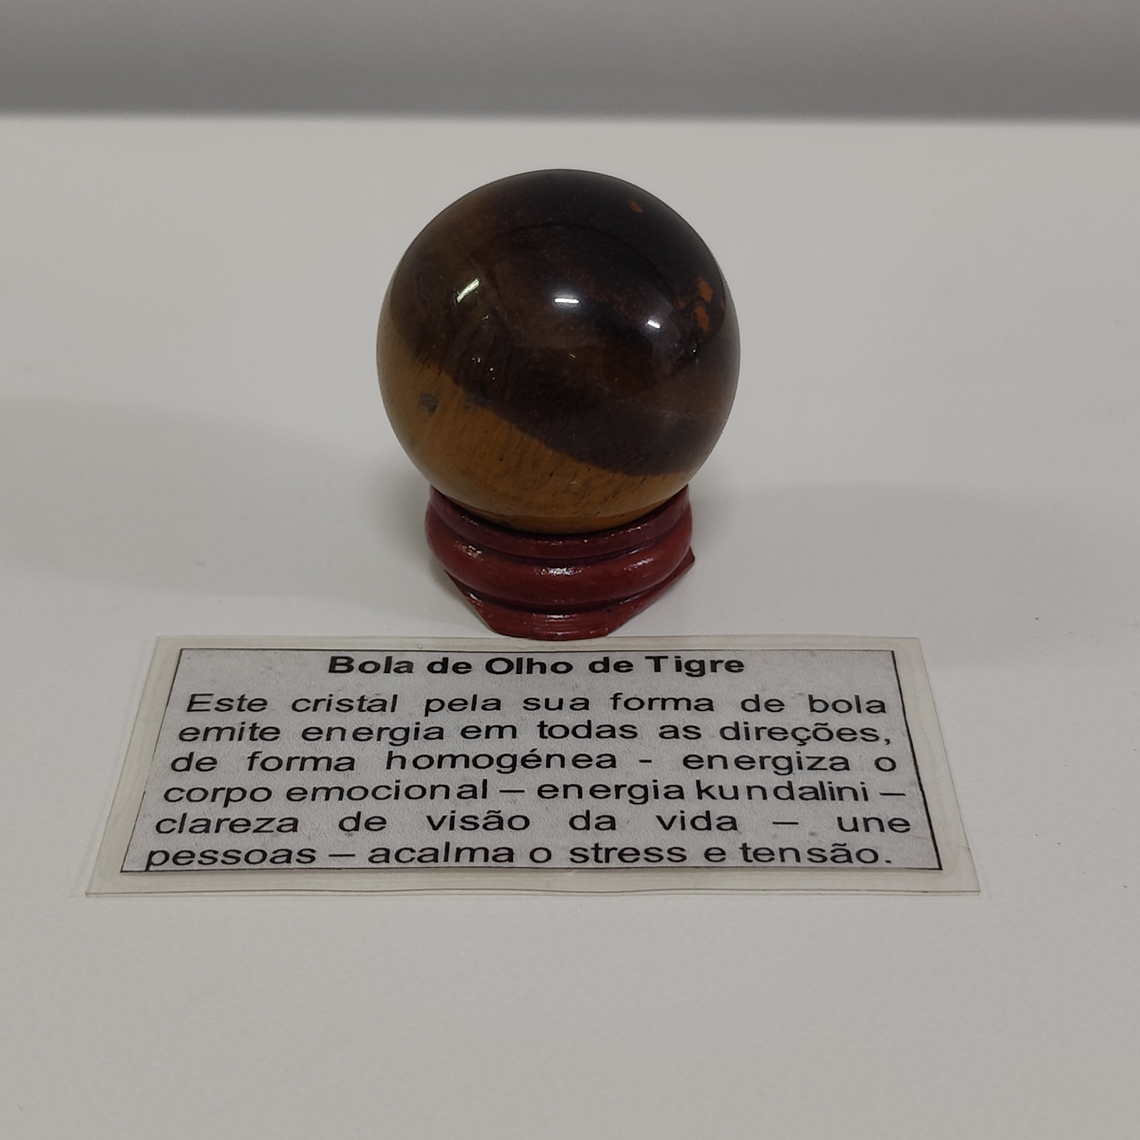 Bola de Olho de Tigre
Este cristal pela sua forma de bola
emite energia em todas as direções,
de forma homogénea - energiza o
corpo emocional – energia kundalini –
clareza de visão da vida – une
pessoas – acalma o stress e tensão.